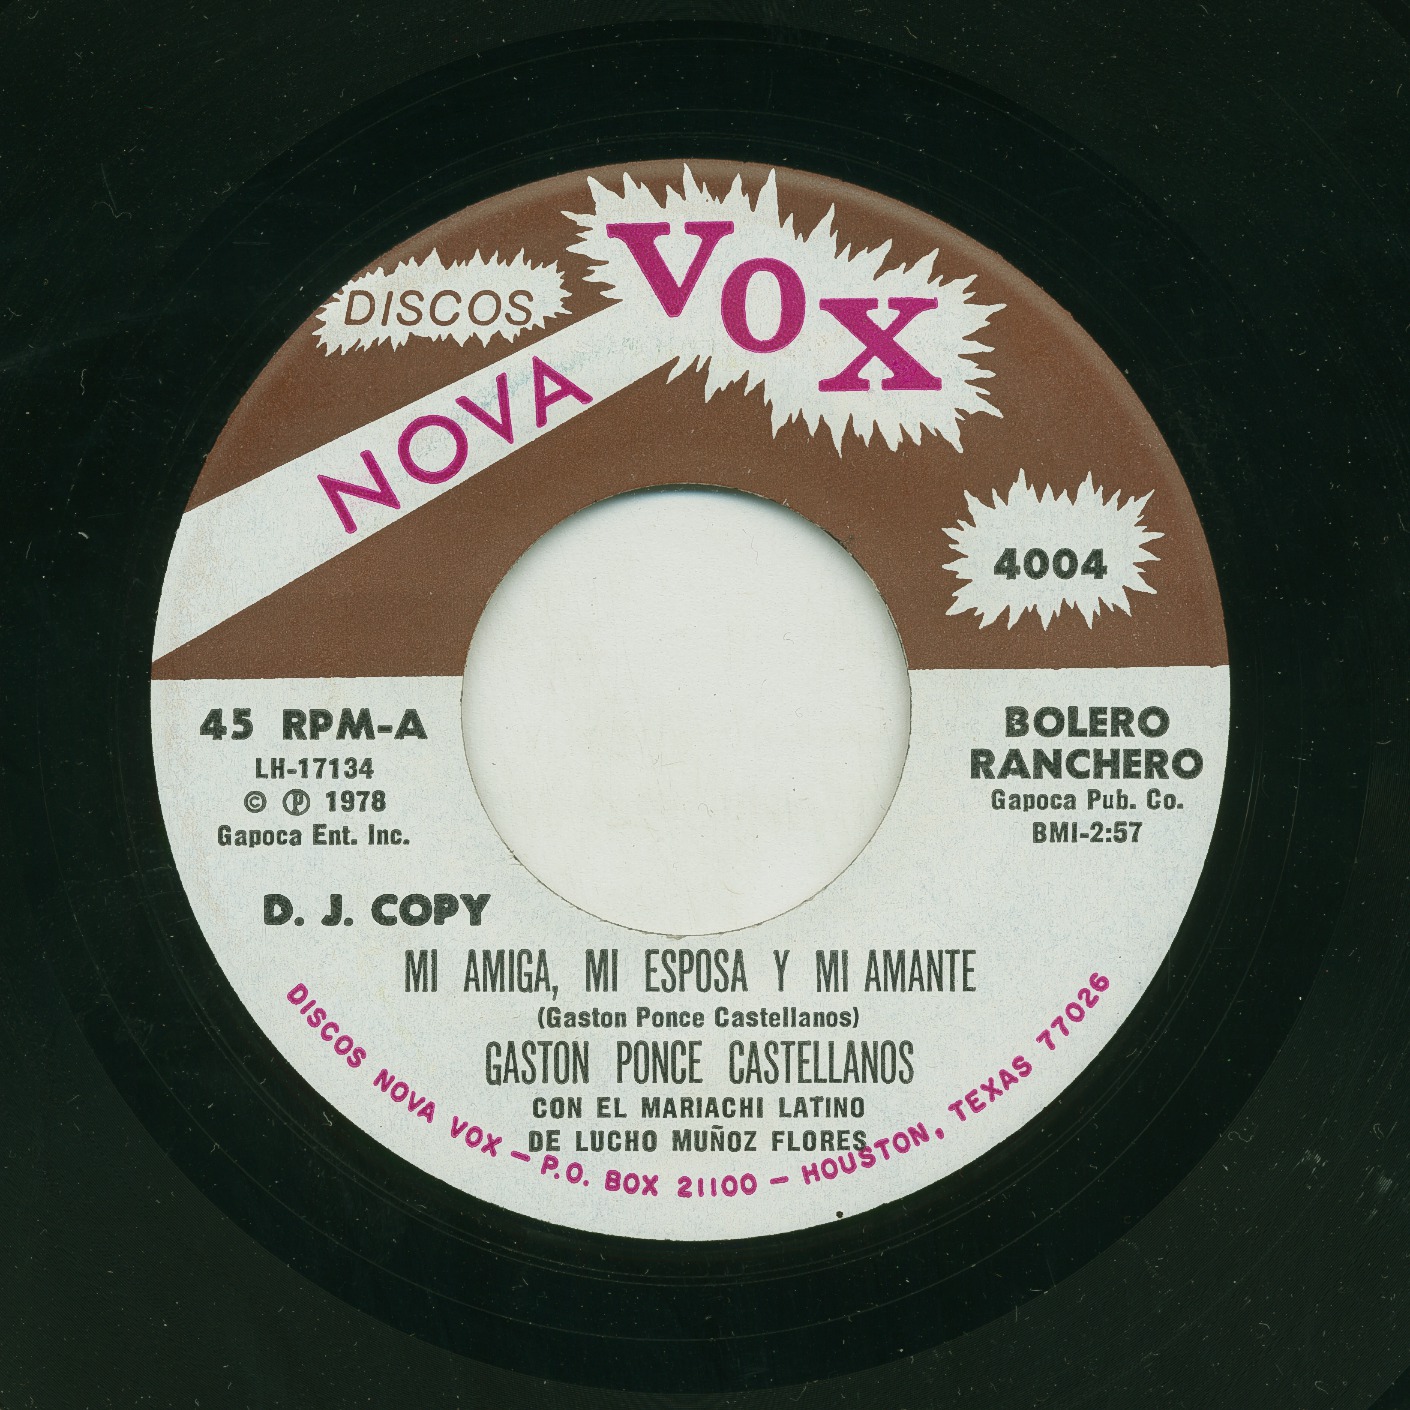 DISCOS
NOVA
VOX
4004
45 RPM-A
LH-17134
© ℗ 1978
Gapoca Ent. Inc.
BOLERO
RANCHERO
Gapoca Pub. Co.
BMI-2:57
D. J. COPY
MI AMIGA, MI ESPOSA Y MI AMANTE
(Gaston Ponce Castellanos)
GASTON PONCE CASTELLANOS
CON EL MARIACHI LATINO
DE LUCHO MUÑOZ FLORES
DISCOS NOVA VOX – P.O. BOX 21100 – HOUSTON, TEXAS 77026